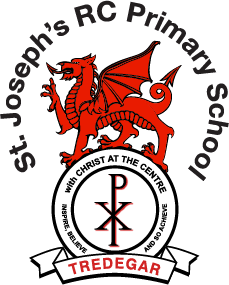 St. Joseph's RC Primary School
with CHRIST AT THE CENTRE
INSPIRE, BELIEVE
AND SO ACHIEVE
TREDEGAR